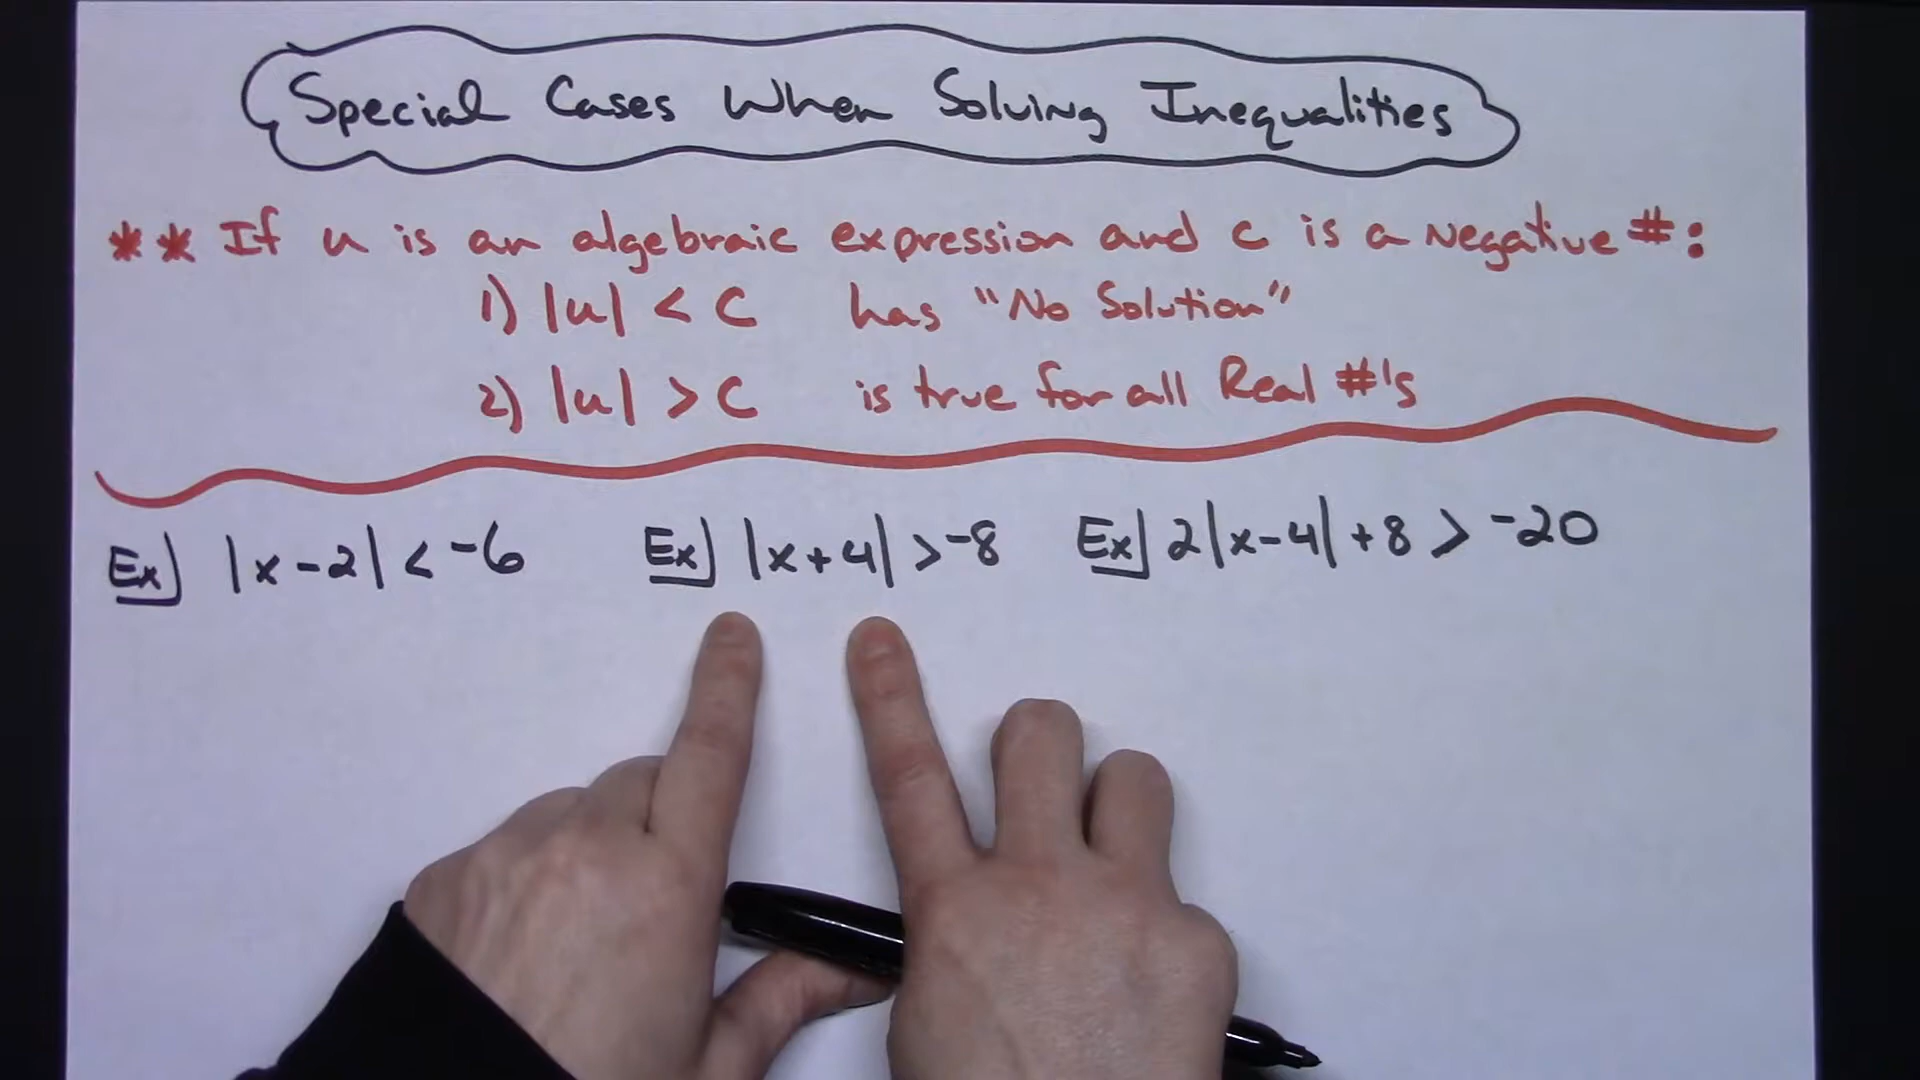 Special Cases When Solving Inequalities
** If u is an algebraic expression and c is a negative #:
1) |u| < C has "No Solution"
2) |u| > C is true for all Real #'s
Ex] |x-2| < -6
Ex] |x+4| > -8
Ex] 2|x-4| + 8 > -20